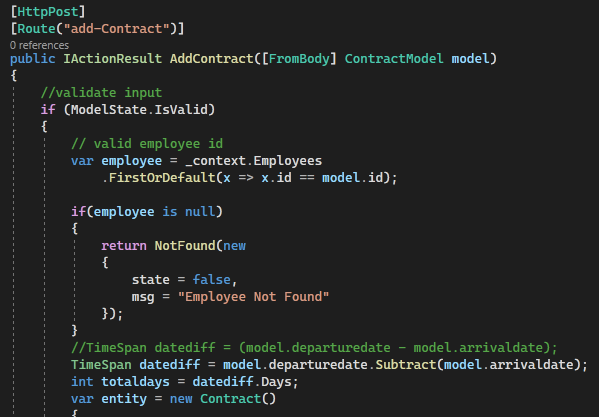 [HttpPost]
[Route("add-Contract")]
0 references
public IActionResult AddContract([FromBody] ContractModel model)
{
//validate input
if (ModelState.IsValid)
{
// valid employee id
var employee = _context.Employees
.FirstOrDefault(x => x.id == model.id);
if(employee is null)
{
return NotFound(new
{
state = false,
msg = "Employee Not Found"
});
}
//TimeSpan datediff = (model.departuredate - model.arrivaldate);
TimeSpan datediff = model.departuredate.Subtract(model.arrivaldate);
int totaldays = datediff.Days;
var entity = new Contract()
{